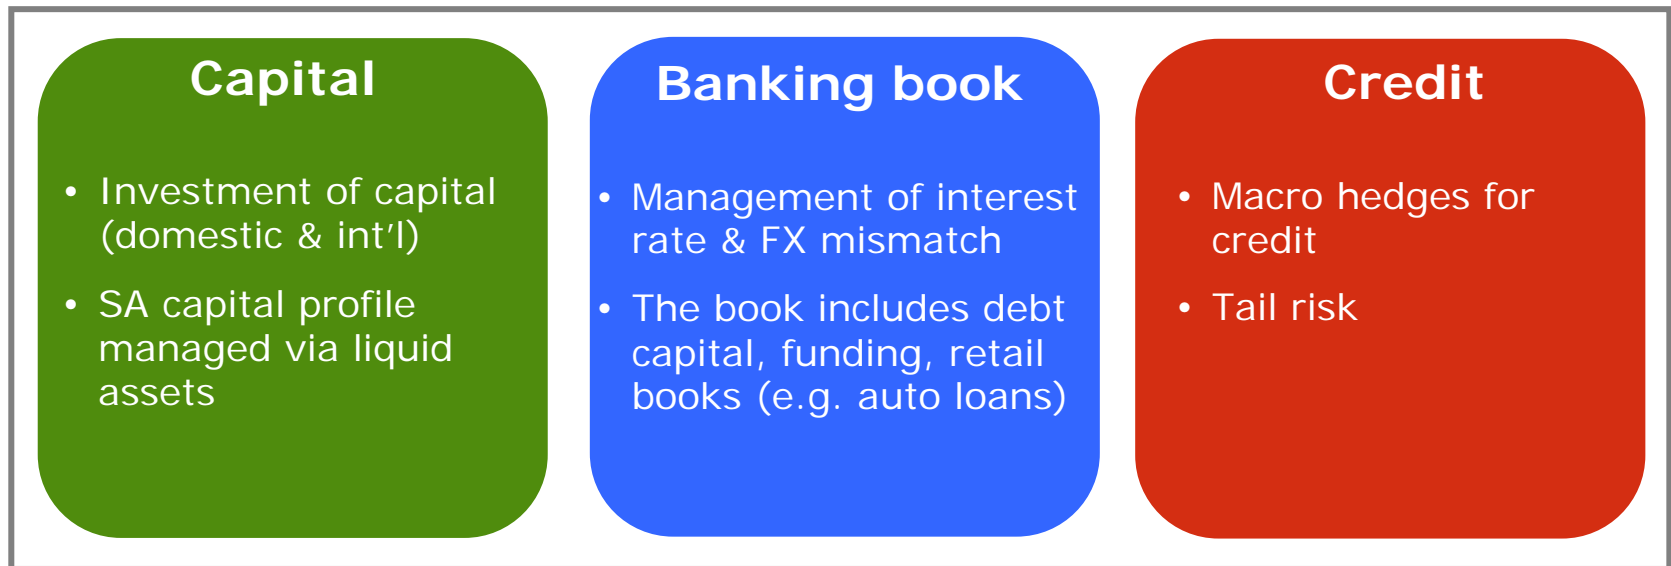 Capital
• Investment of capital
(domestic & int’l)
• SA capital profile
managed via liquid
assets
Banking book
• Management of interest
rate & FX mismatch
• The book includes debt
capital, funding, retail
books (e.g. auto loans)
Credit
• Macro hedges for
credit
• Tail risk